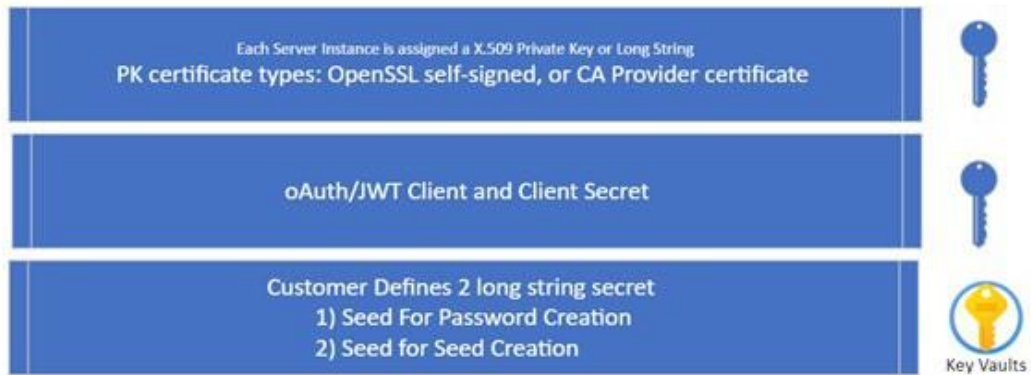 Each Server Instance is assigned a X.509 Private Key or Long String
PK certificate types: OpenSSL self-signed, or CA Provider certificate
oAuth/JWT Client and Client Secret
Customer Defines 2 long string secret
1) Seed For Password Creation
2) Seed for Seed Creation
Key Vaults